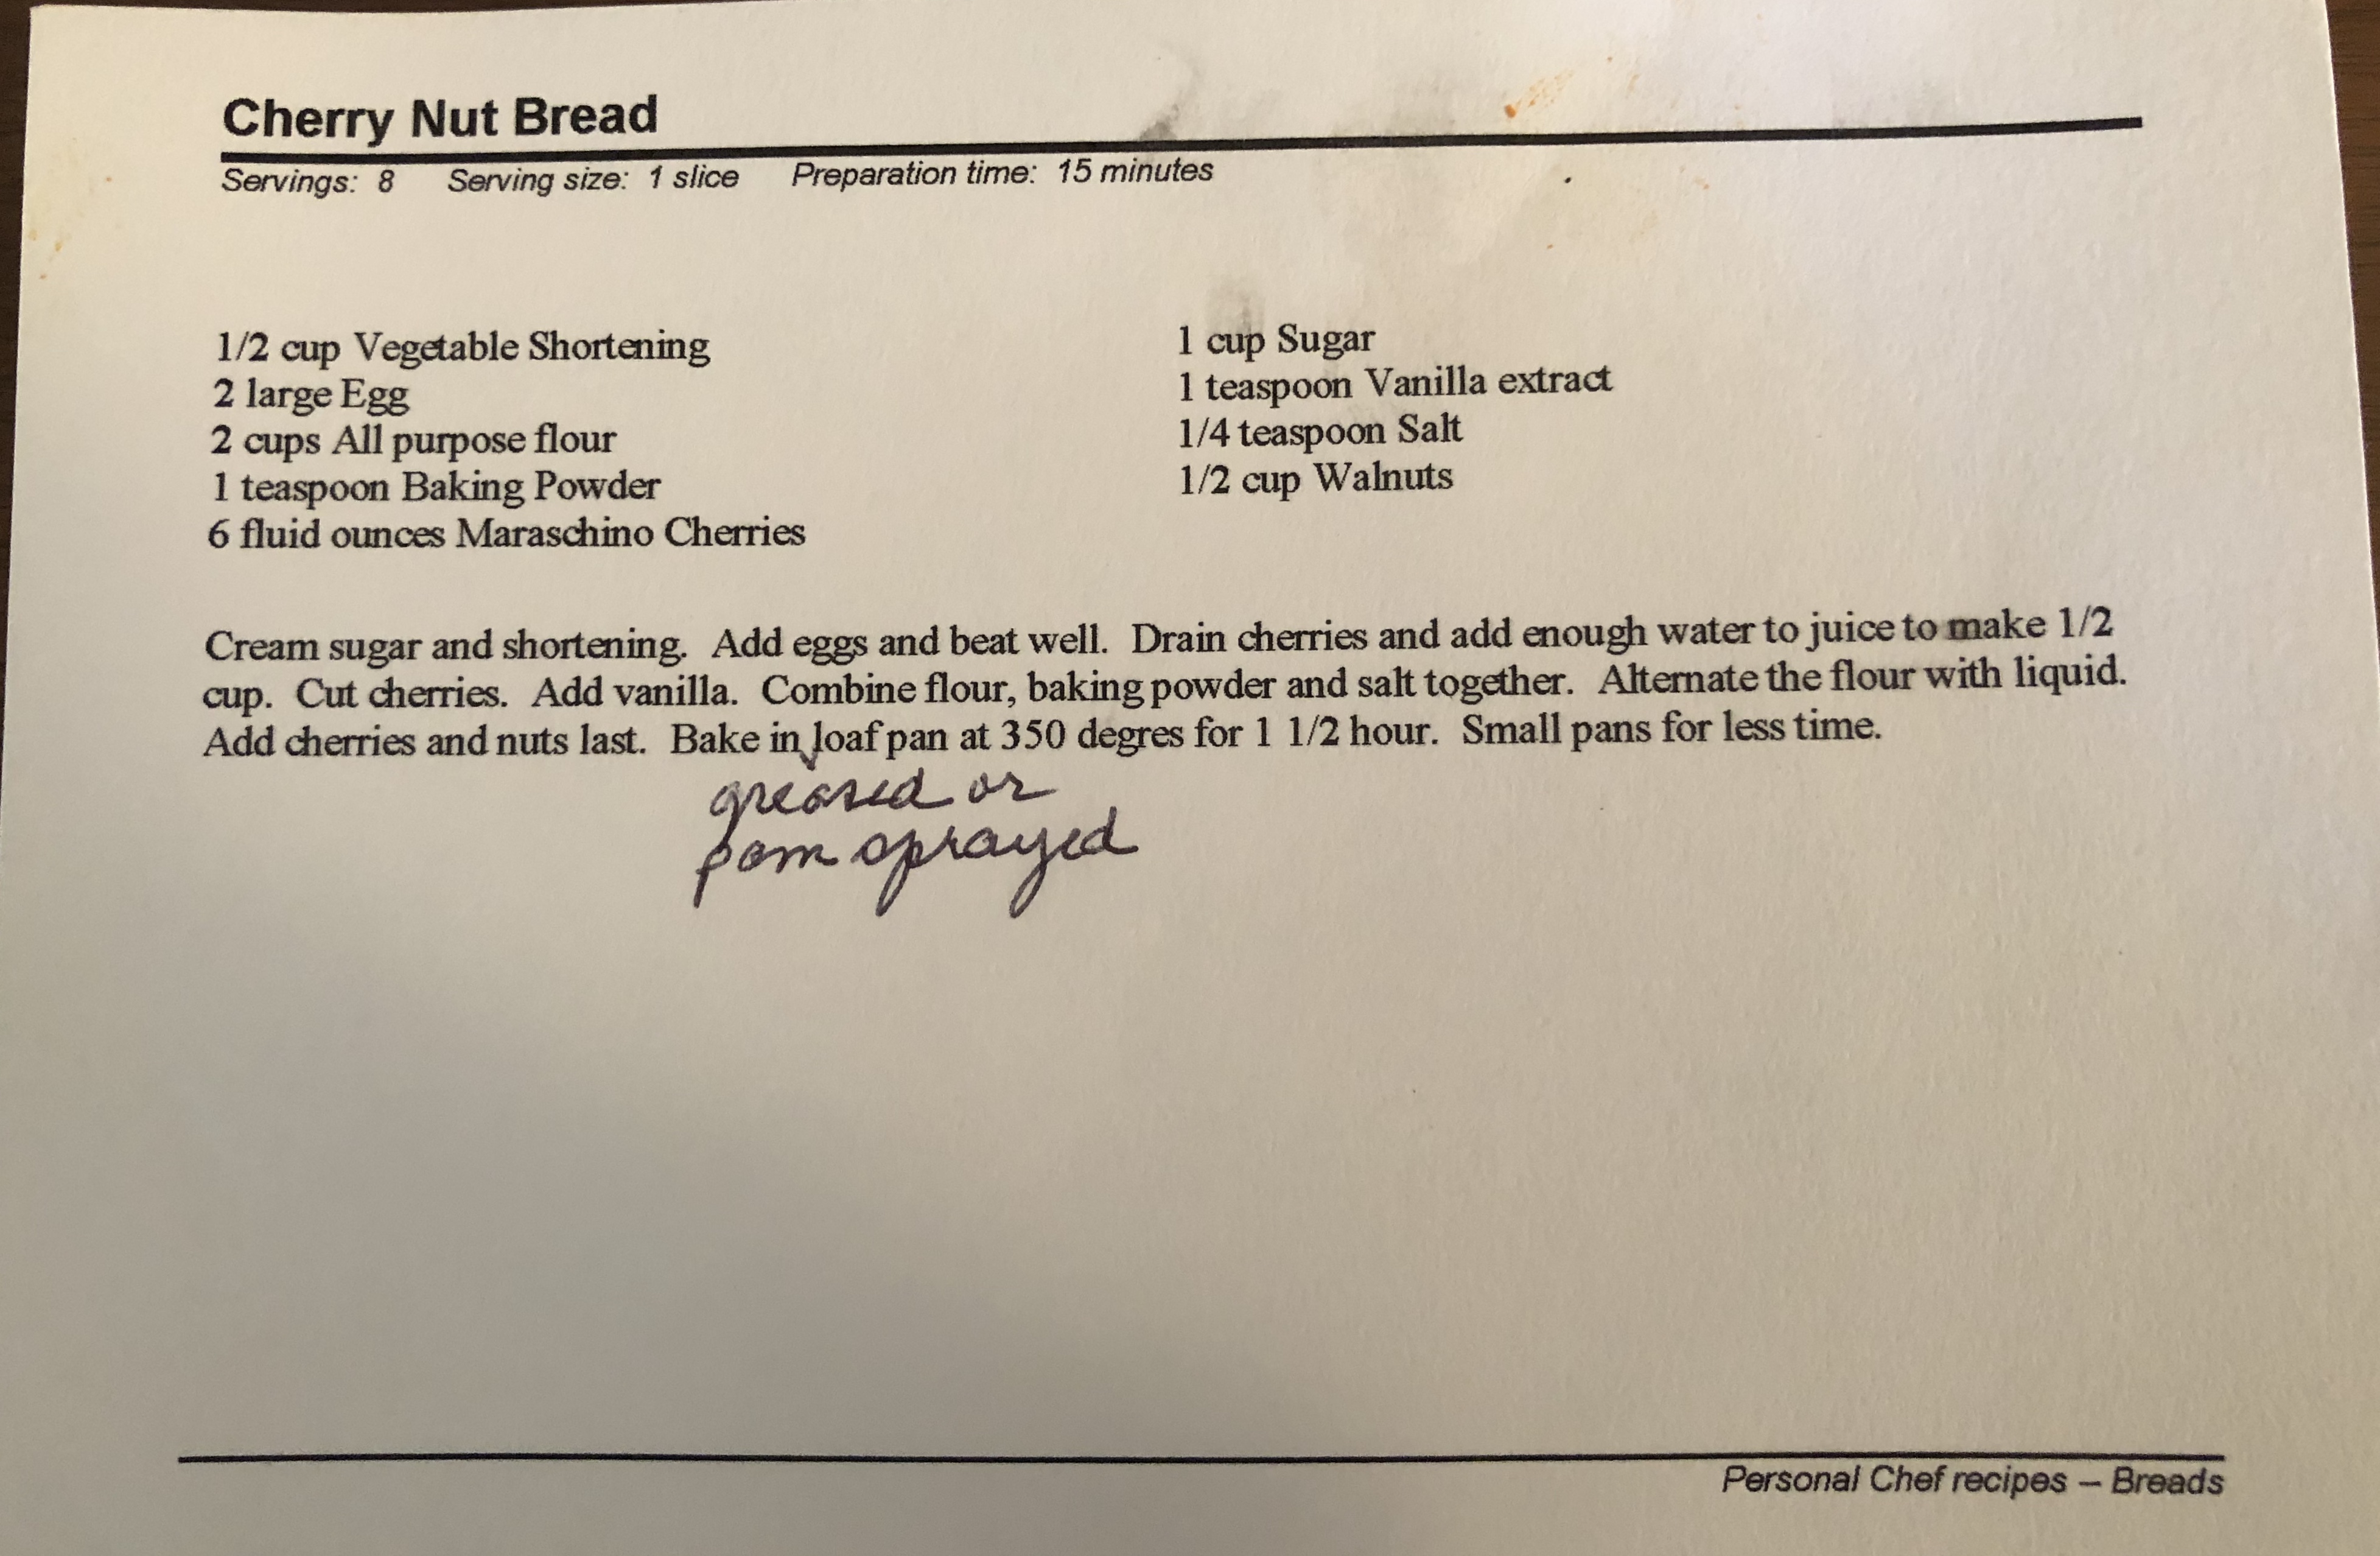 Cherry Nut Bread
Servings: 8 Serving size: 1 slice Preparation time: 15 minutes
1/2 cup Vegetable Shortening
2 large Egg
2 cups All purpose flour
1 teaspoon Baking Powder
6 fluid ounces Maraschino Cherries
1 cup Sugar
1 teaspoon Vanilla extract
1/4 teaspoon Salt
1/2 cup Walnuts
Cream sugar and shortening. Add eggs and beat well. Drain cherries and add enough water to juice to make 1/2
cup. Cut cherries. Add vanilla. Combine flour, baking powder and salt together. Alternate the flour with liquid.
Add cherries and nuts last. Bake in loaf pan at 350 degres for 1 1/2 hour. Small pans for less time.
greased or
pam sprayed
Personal Chef recipes – Breads